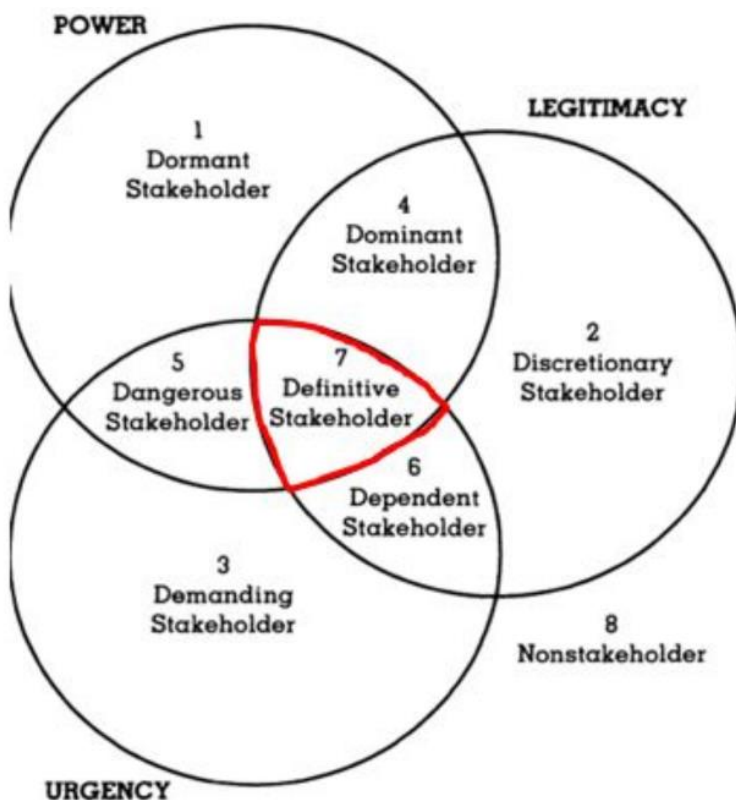 POWER
LEGITIMACY
1
Dormant
Stakeholder
4
Dominant
Stakeholder
2
Discretionary
Stakeholder
5
Dangerous
Stakeholder
7
Definitive
Stakeholder
6
Dependent
Stakeholder
3
Demanding
Stakeholder
8
Nonstakeholder
URGENCY